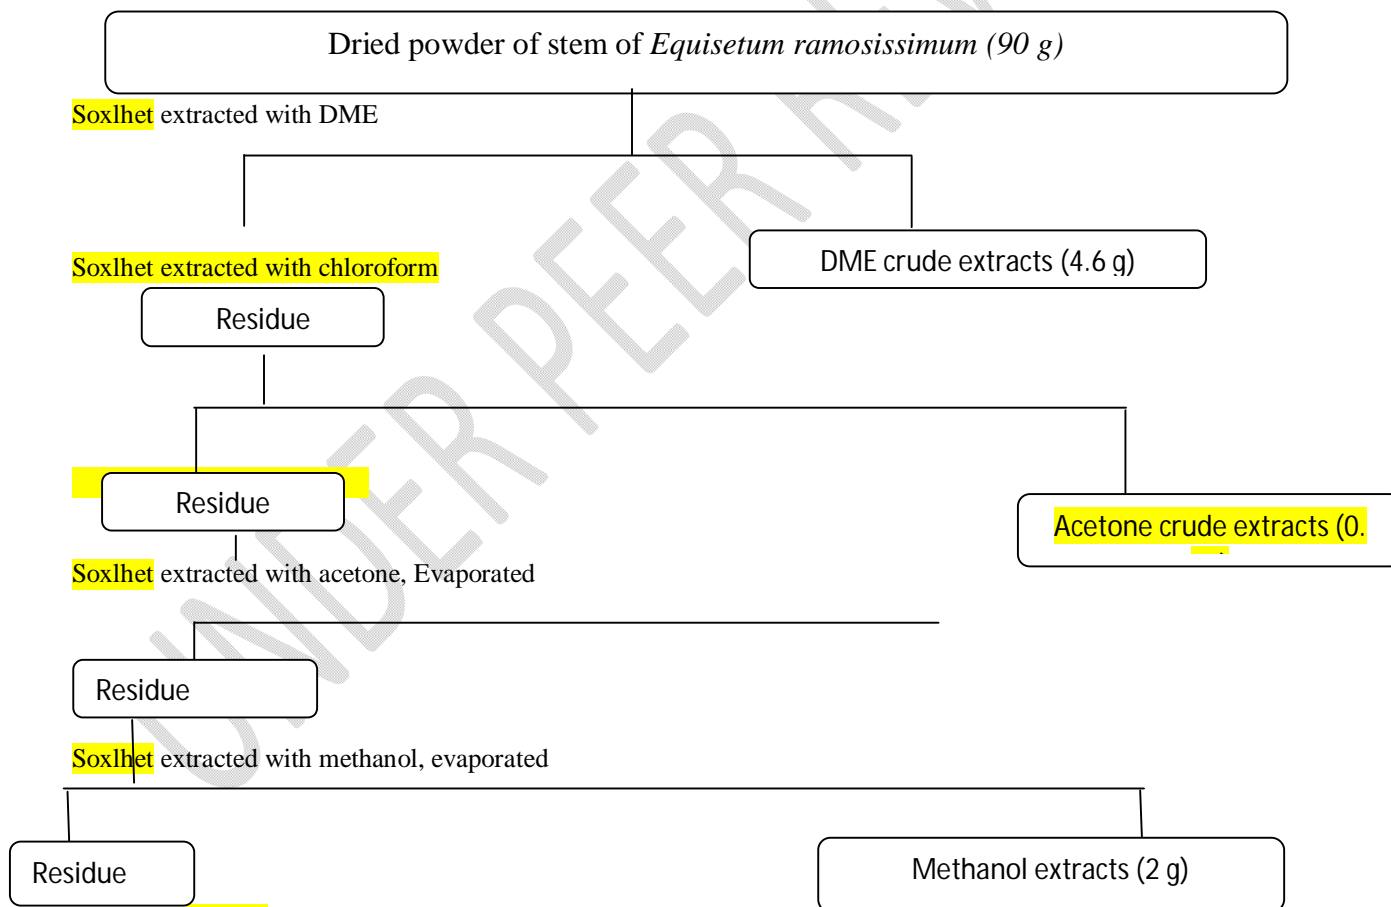 Dried powder of stem of Equisetum ramosissimum (90 g)
Soxlhet extracted with DME
DME crude extracts (4.6 g)
Soxlhet extracted with chloroform
Residue
Residue
Acetone crude extracts (0.
Soxlhet extracted with acetone, Evaporated
Residue
Soxlhet extracted with methanol, evaporated
Residue
Methanol extracts (2 g)
UNDER PEER